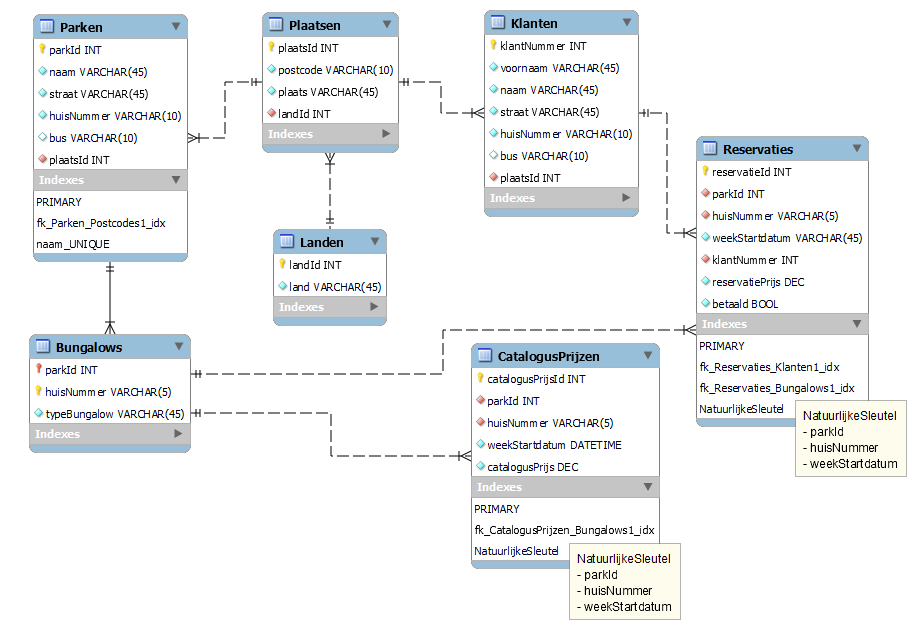 Parken
parkId INT
naam VARCHAR(45)
straat VARCHAR(45)
huisNummer VARCHAR(10)
bus VARCHAR(10)
plaatsId INT
Indexes
PRIMARY
fk_Parken_Postcodes1_idx
naam_UNIQUE
Plaatsen
plaatsId INT
postcode VARCHAR(10)
plaats VARCHAR(45)
landId INT
Indexes
Klanten
klantNummer INT
voornaam VARCHAR(45)
naam VARCHAR(45)
straat VARCHAR(45)
huisNummer VARCHAR(10)
bus VARCHAR(10)
plaatsId INT
Indexes
Reservaties
reservatieId INT
parkId INT
huisNummer VARCHAR(5)
weekStartdatum VARCHAR(45)
klantNummer INT
reservatiePrijs DEC
betaald BOOL
Indexes
PRIMARY
fk_Reservaties_Klanten1_idx
fk_Reservaties_Bungalows1_idx
NatuurlijkeSleutel
NatuurlijkeSleutel
- parkId
- huisNummer
- weekStartdatum
Landen
landId INT
land VARCHAR(45)
Indexes
Bungalows
parkId INT
huisNummer VARCHAR(5)
typeBungalow VARCHAR(45)
Indexes
CatalogusPrijzen
catalogusPrijsId INT
parkId INT
huisNummer VARCHAR(5)
weekStartdatum DATETIME
catalogusPrijs DEC
Indexes
PRIMARY
fk_CatalogusPrijzen_Bungalows1_idx
NatuurlijkeSleutel
NatuurlijkeSleutel
- parkId
- huisNummer
- weekStartdatum